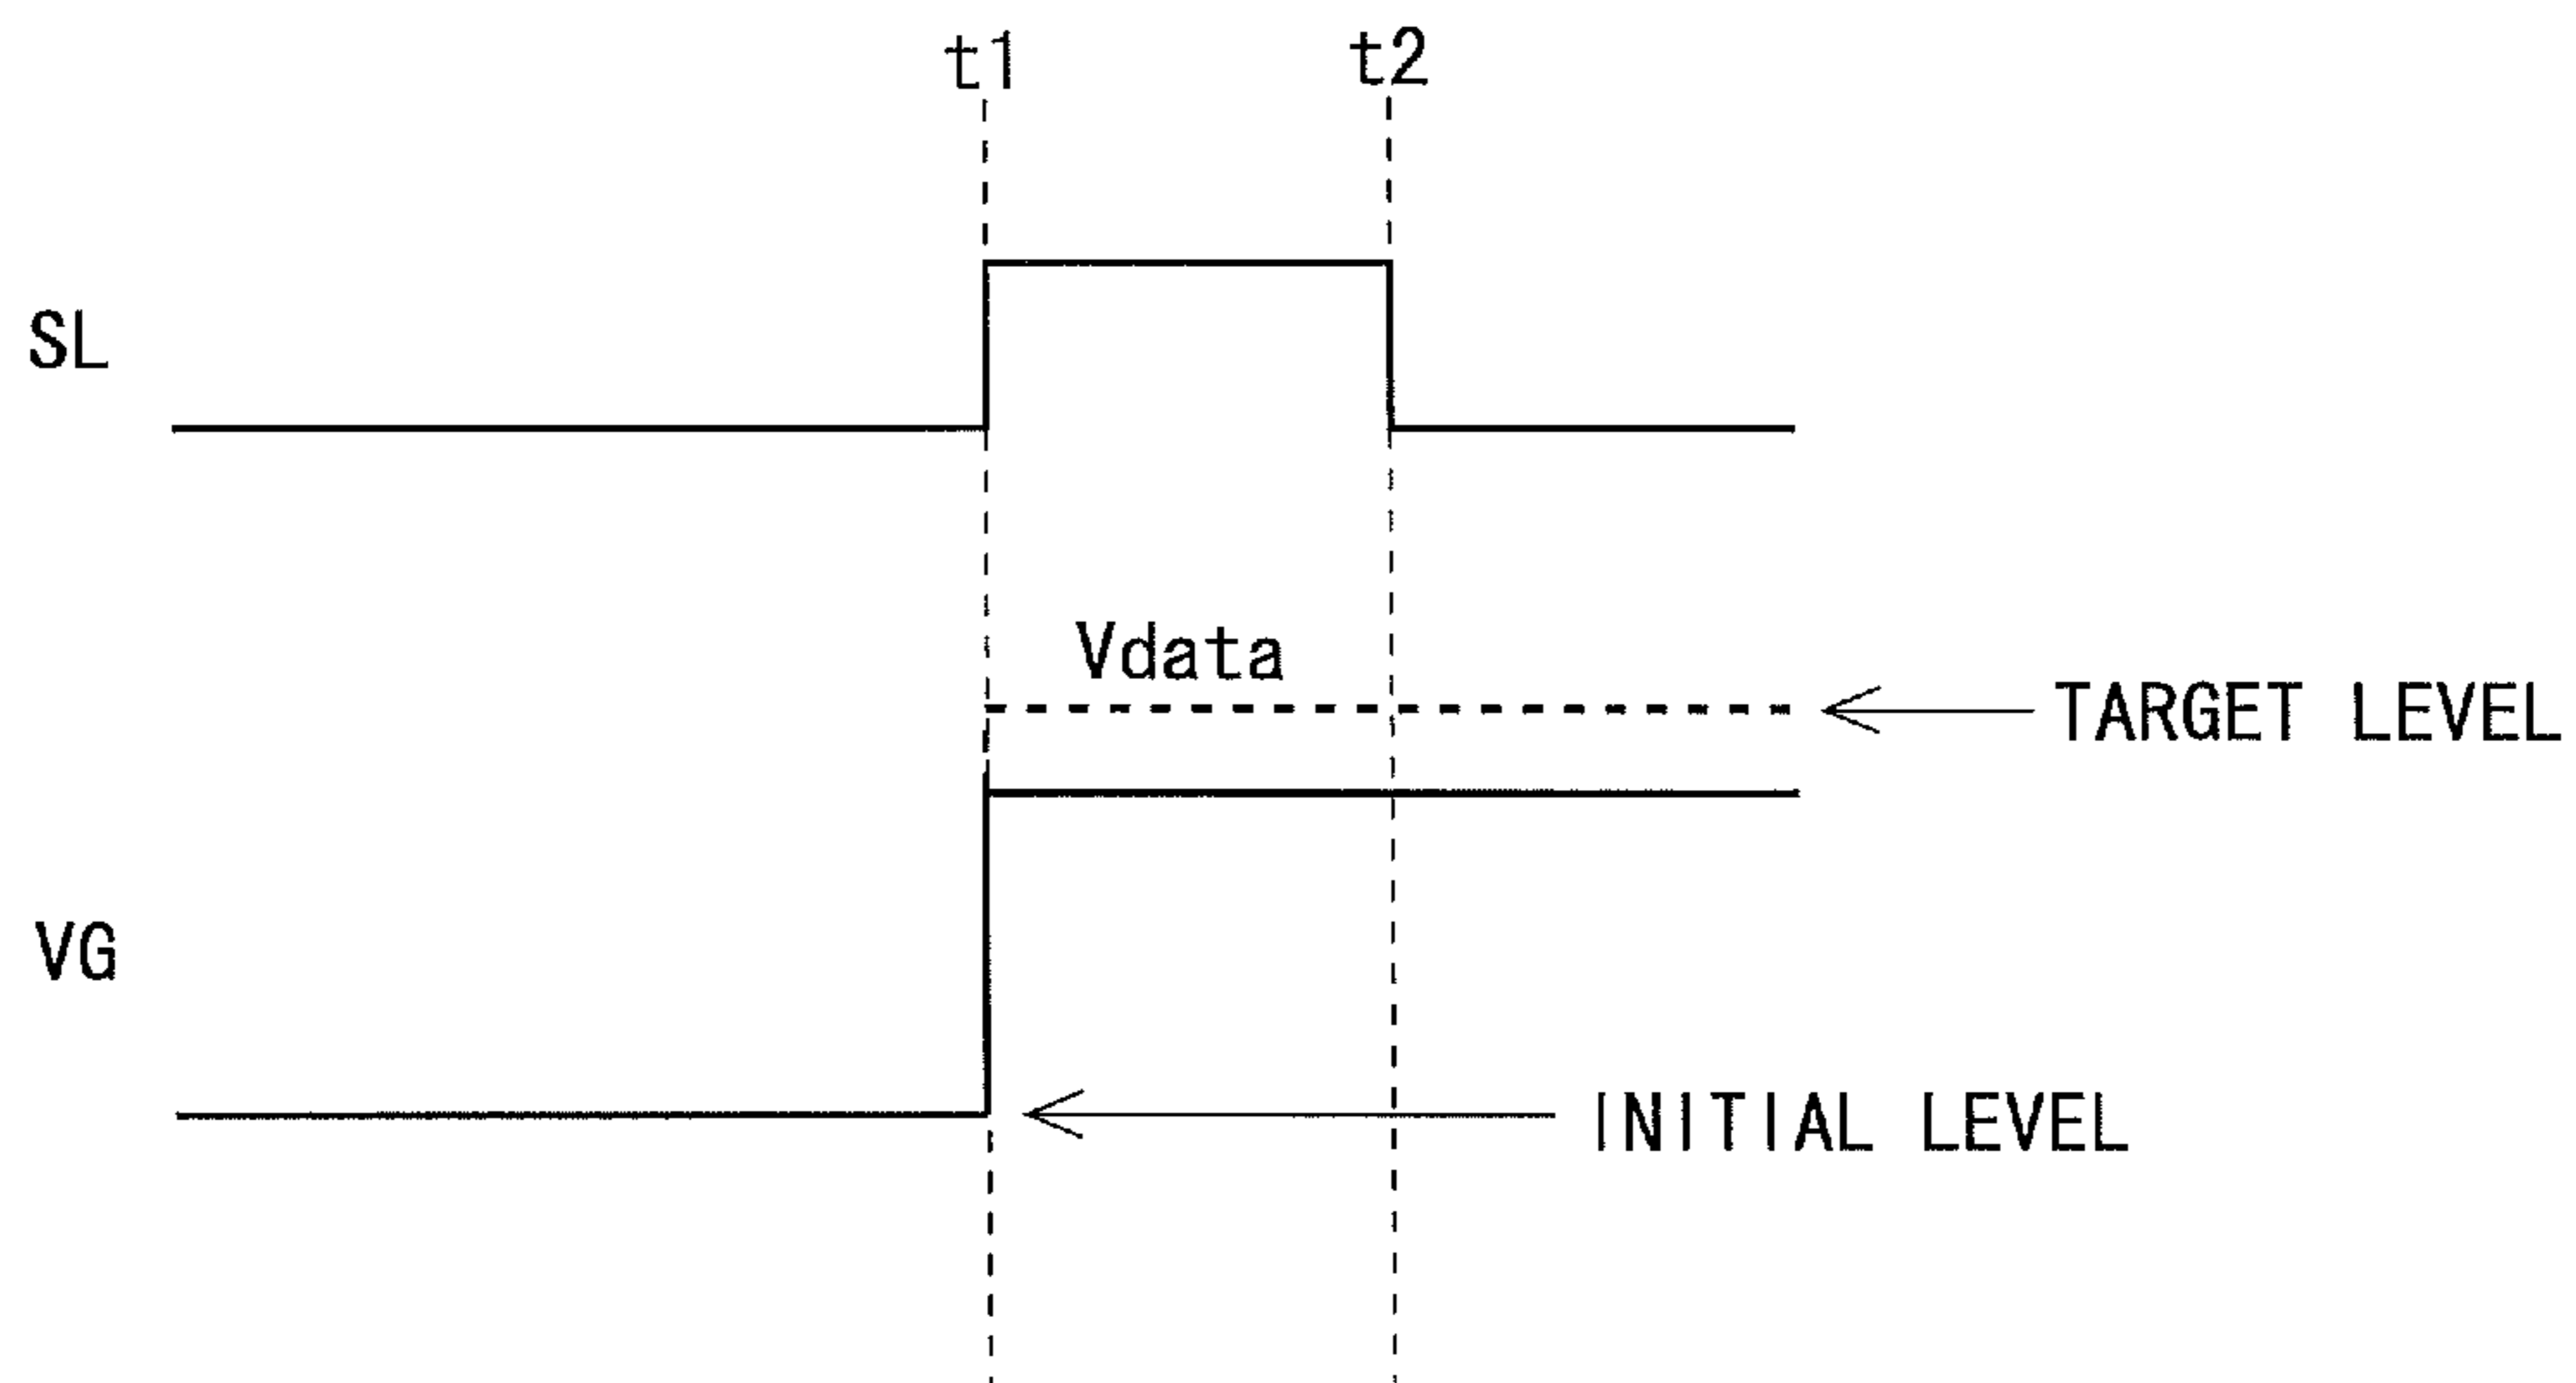 t1
t2
SL
Vdata
TARGET LEVEL
VG
INITIAL LEVEL